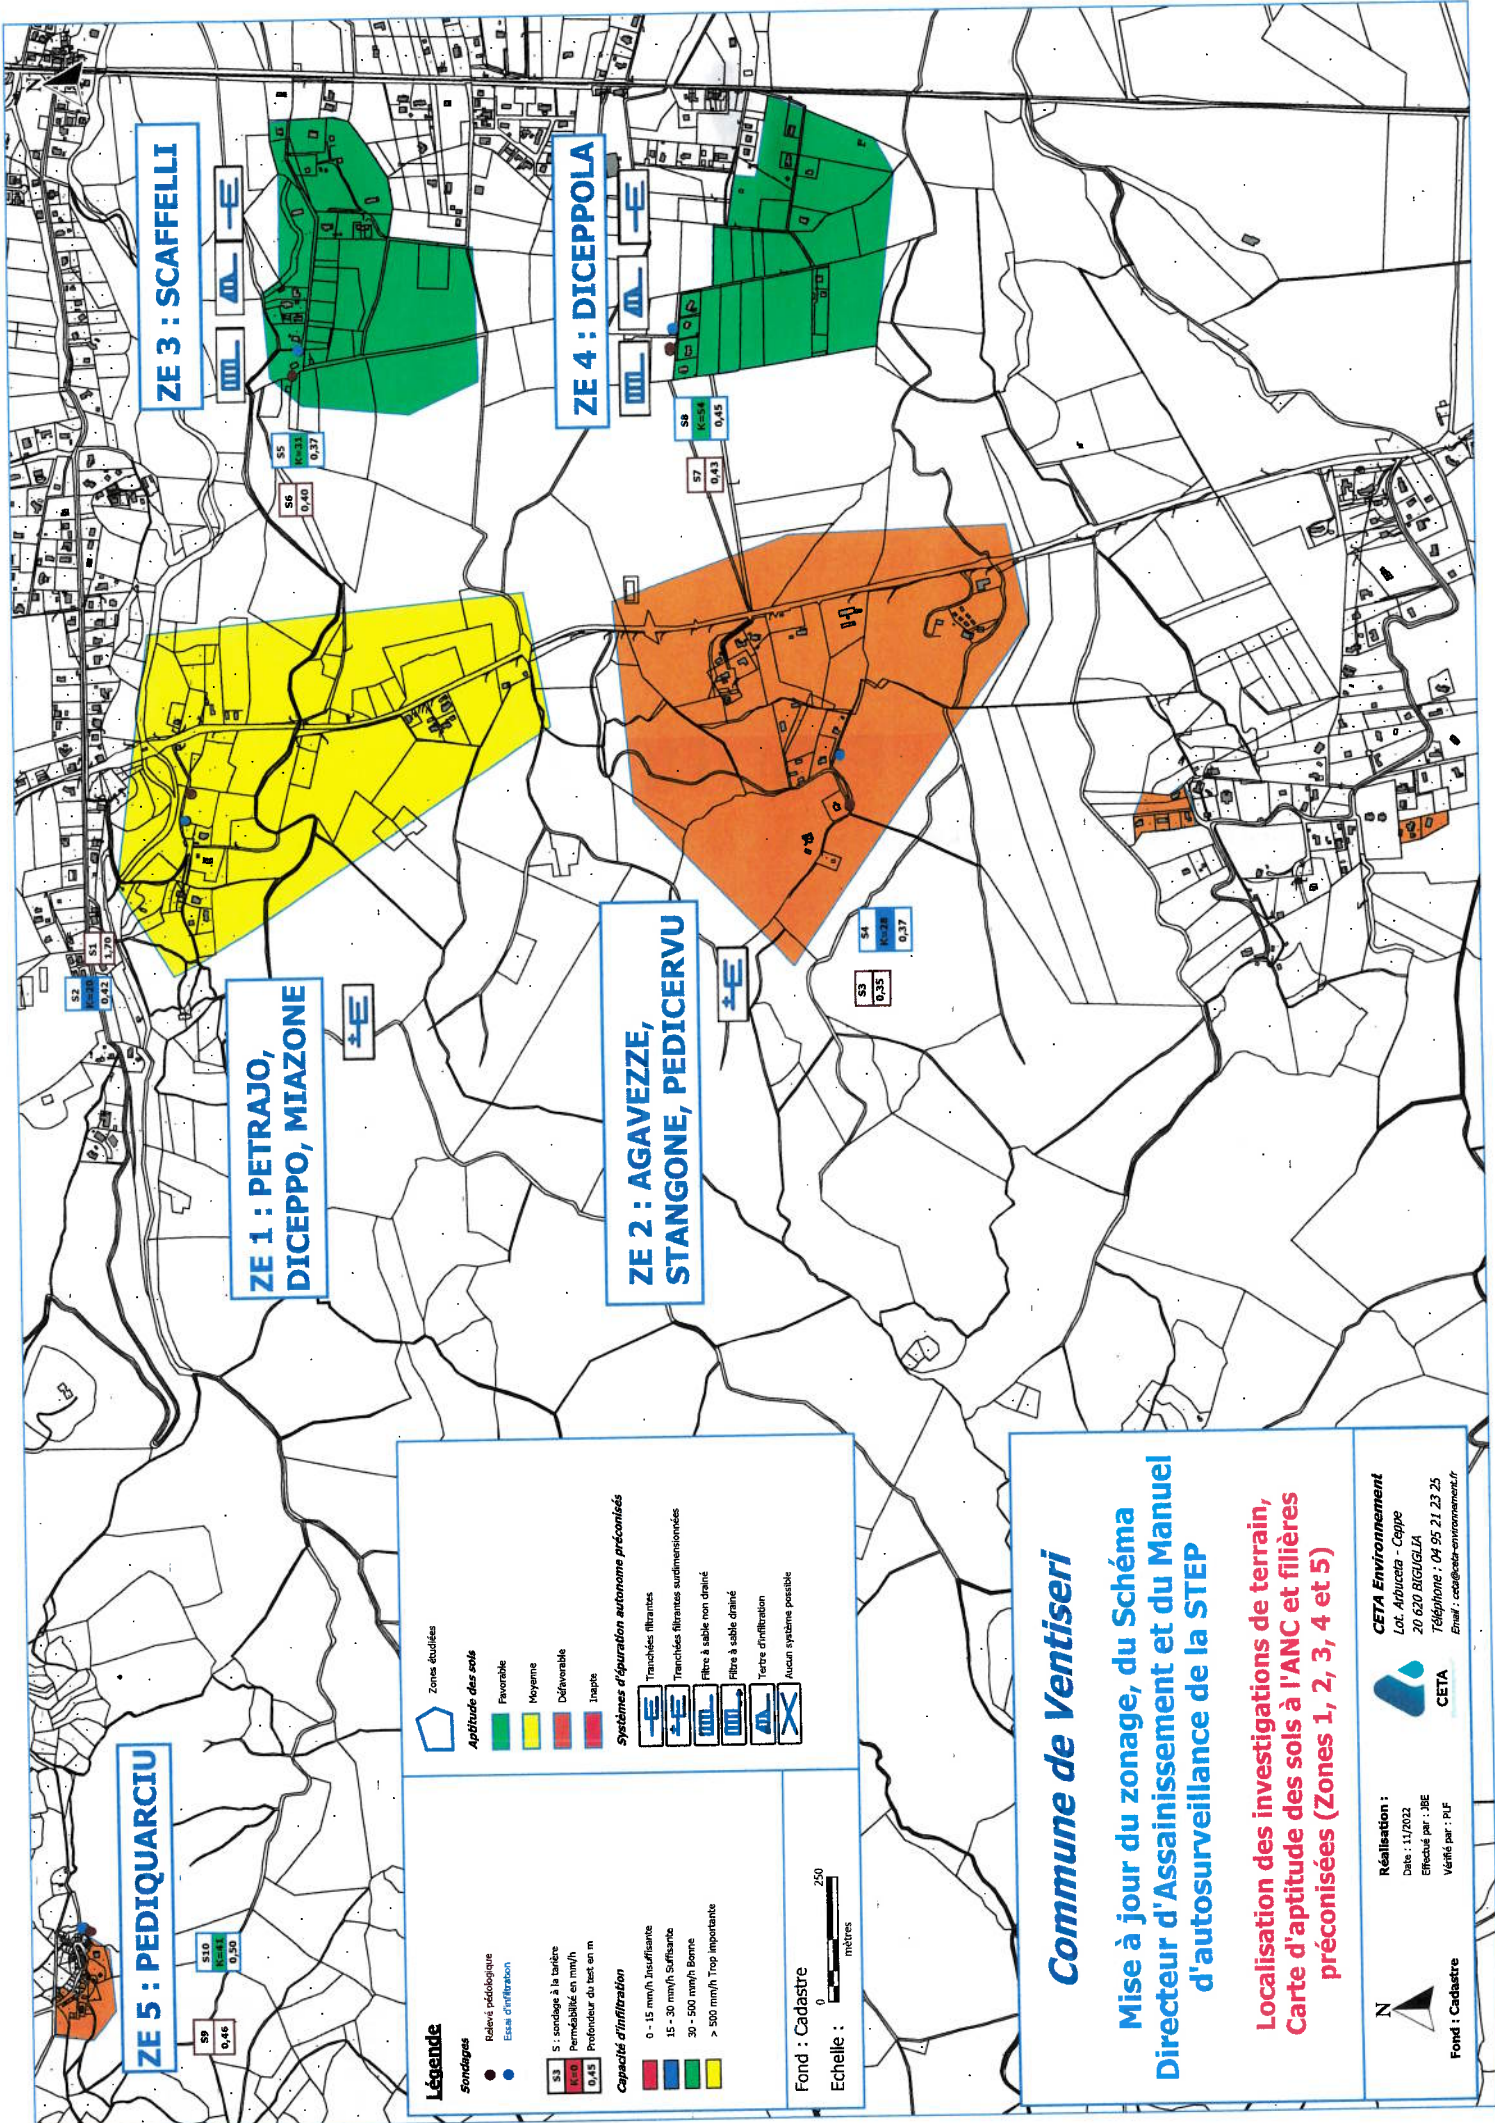 ZE 5 : PEDIQUARCIU
S9
0,46
S10
K=41
0,50
ZE 1 : PETRAJO,
DICEPPO, MIAZONE
S2
K=20
0,42
S1
1,70
ZE 3 : SCAFFELLI
S5
K=31
0,37
S6
0,40
ZE 4 : DICEPPOLA
S8
K=54
0,45
S7
0,43
ZE 2 : AGAVEZZE,
STANGONE, PEDICERVU
S3
0,35
S4
K=28
0,37
N
Légende
Sondages
Relevé pédologique
Essai d'infiltration
S3
K=0
0,45
S : sondage à la tarière
Perméabilité en mm/h
Profondeur du test en m
Capacité d'infiltration
0 - 15 mm/h Insuffisante
15 - 30 mm/h Suffisante
30 - 500 mm/h Bonne
> 500 mm/h Trop importante
Zones étudiées
Aptitude des sols
Favorable
Moyenne
Défavorable
Inapte
Systèmes d'épuration autonome préconisés
Tranchées filtrantes
Tranchées filtrantes surdimensionnées
Filtre à sable non drainé
Filtre à sable drainé
Tertre d'infiltration
Aucun système possible
Fond : Cadastre
Echelle :
0
250
mètres
Commune de Ventiseri
Mise à jour du zonage, du Schéma
Directeur d'Assainissement et du Manuel
d'autosurveillance de la STEP
Localisation des investigations de terrain,
Carte d'aptitude des sols à l'ANC et filières
préconisées (Zones 1, 2, 3, 4 et 5)
N
Fond : Cadastre
Réalisation :
Date : 11/2022
Effectué par : JBE
Vérifié par : PLF
CETA
CETA Environnement
Lot. Arbuceta - Ceppe
20 620 BIGUGLIA
Téléphone : 04 95 21 23 25
Email : ceta@ceta-environnement.fr